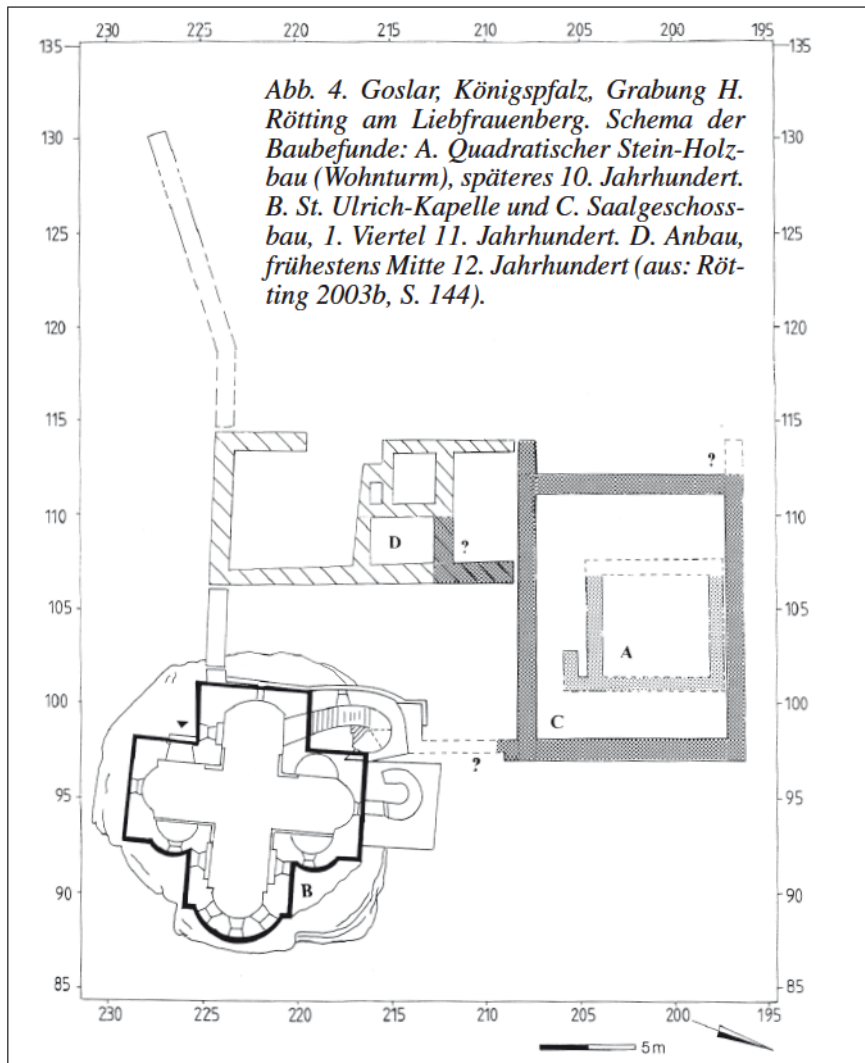 230 225 220 215 210 205 200 195
135 135
Abb. 4. Goslar, Königspfalz, Grabung H.
Rötting am Liebfrauenberg. Schema der
Baubefunde: A. Quadratischer Stein-Holz-
bau (Wohnturm), späteres 10. Jahrhundert.
B. St. Ulrich-Kapelle und C. Saalgeschoss-
bau, 1. Viertel 11. Jahrhundert. D. Anbau,
frühestens Mitte 12. Jahrhundert (aus: Röt-
ting 2003b, S. 144).
130 130
125 125
120 120
115 115
?
110 110
D ?
105 105
A
100 100
C
?
95 95
90 90
B
85 85
230 225 220 215 210 205 200 195
5 m